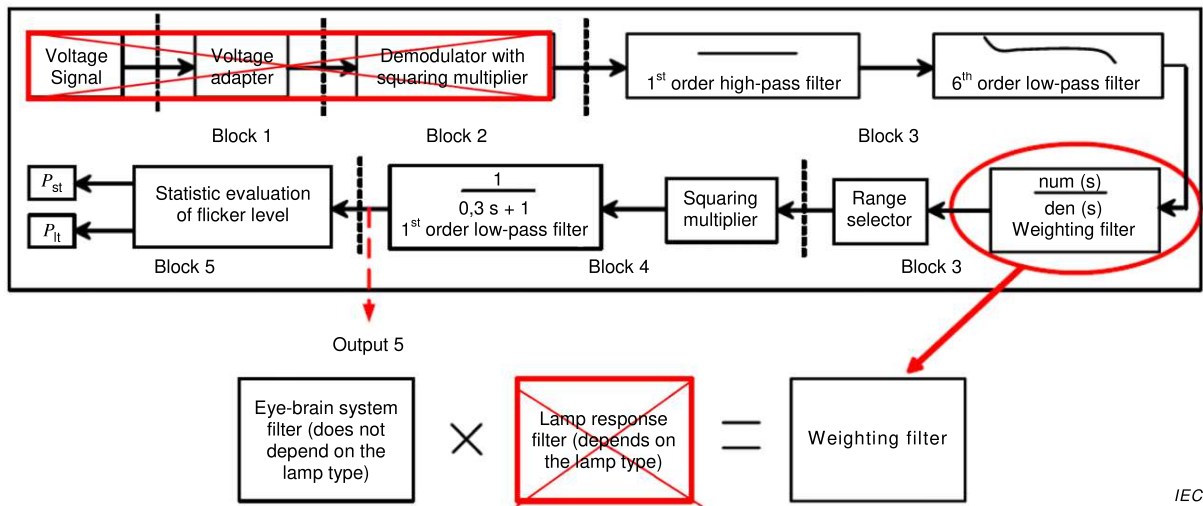 Voltage
Signal
Voltage
adapter
Demodulator with
squaring multiplier
1st order high-pass filter
6th order low-pass filter
Block 1
Block 2
Block 3
Pst
Plt
Statistic evaluation
of flicker level
1
0,3 s + 1
1st order low-pass filter
Squaring
multiplier
Range
selector
num (s)
den (s)
Weighting filter
Block 5
Block 4
Block 3
Output 5
Eye-brain system
filter (does not
depend on the
lamp type)
×
Lamp response
filter (depends on
the lamp type)
=
Weighting filter
IEC